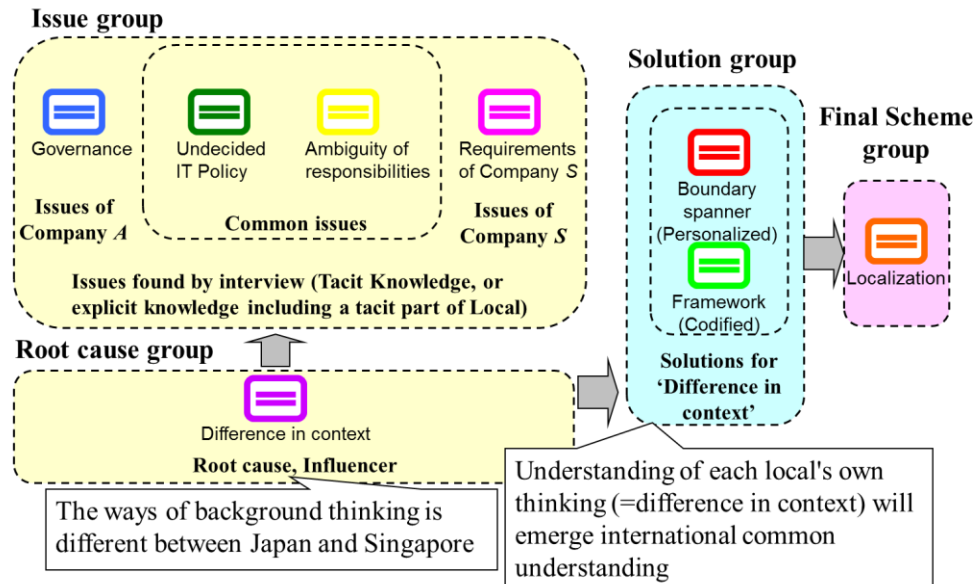 Issue group
Governance
Undecided
IT Policy
Ambiguity of
responsibilities
Requirements
of Company S
Issues of
Company A
Common issues
Issues of
Company S
Issues found by interview (Tacit Knowledge, or
explicit knowledge including a tacit part of Local)
Root cause group
Difference in context
Root cause, Influencer
The ways of background thinking is
different between Japan and Singapore
Solution group
Boundary
spanner
(Personalized)
Framework
(Codified)
Solutions for
‘Difference in
context’
Understanding of each local's own
thinking (=difference in context) will
emerge international common
understanding
Final Scheme
group
Localization